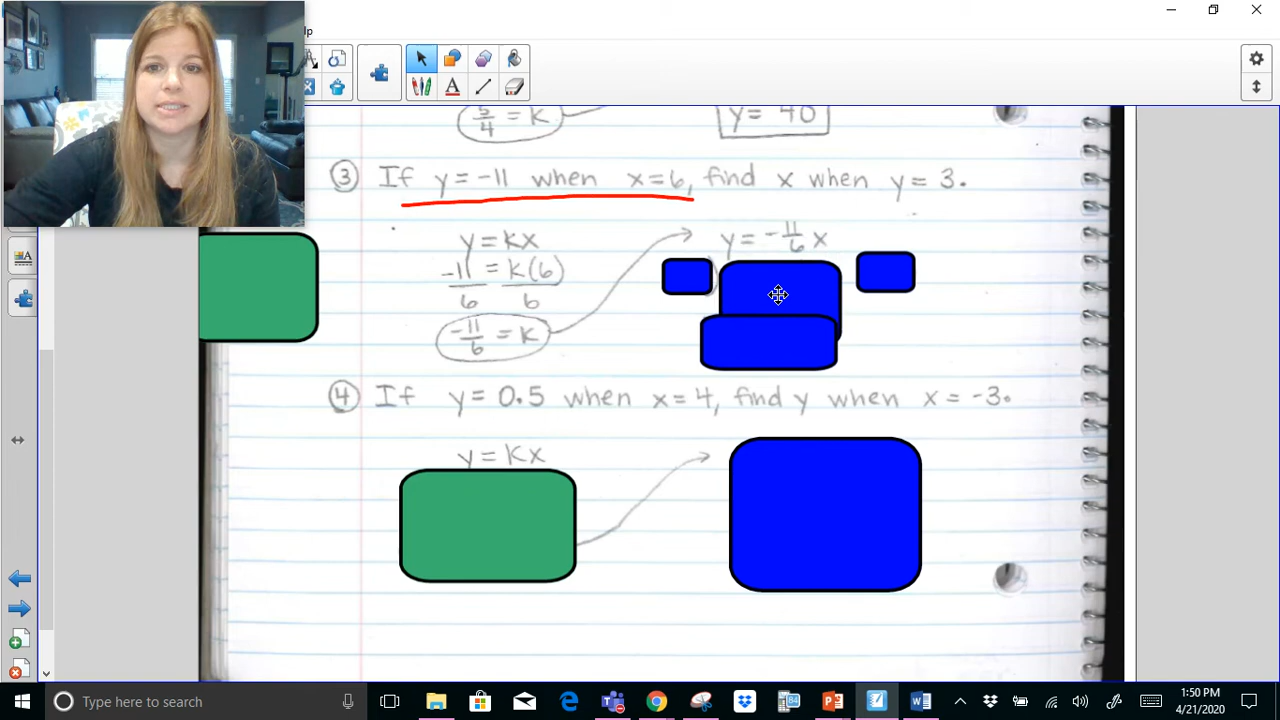 lp
5/4 = K
y = 40
③ If y = -11 when x = 6, find x when y = 3.
y = Kx
-11 = K(6)
6 6
-11/6 = K
y = -11/6 x
④ If y = 0.5 when x = 4, find y when x = -3.
y = Kx
Type here to search
1:50 PM
4/21/2020